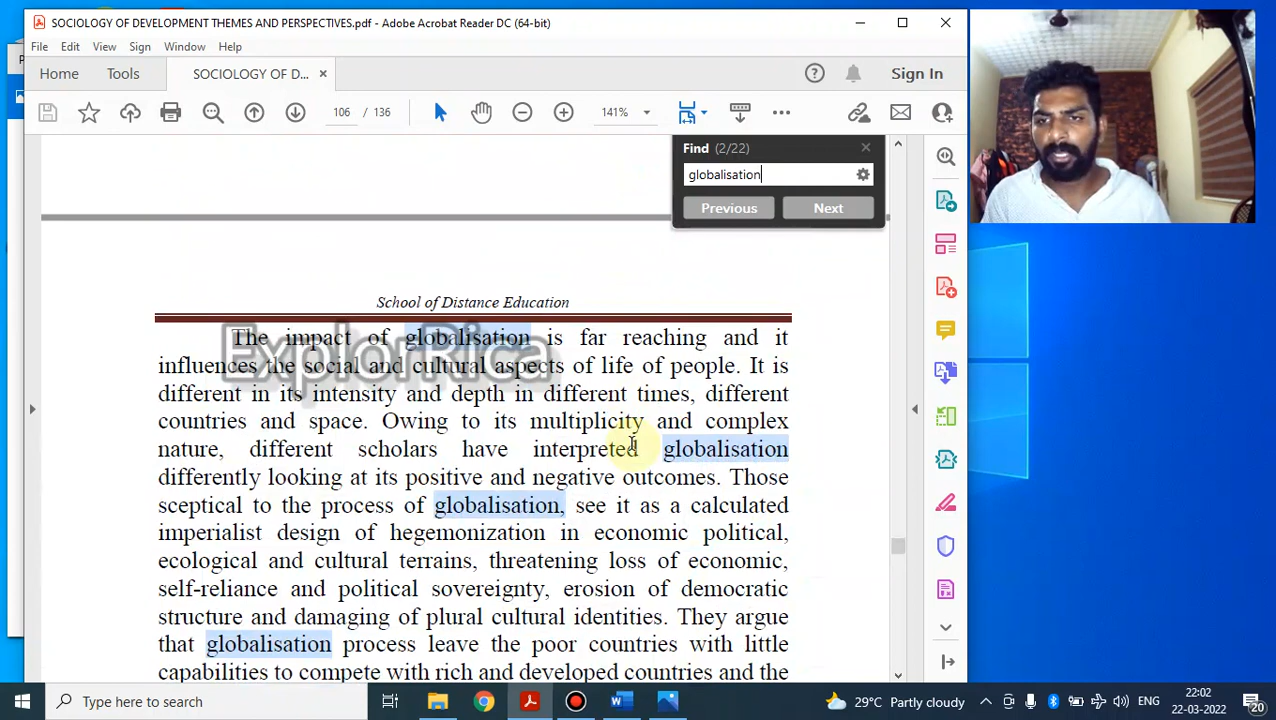 SOCIOLOGY OF DEVELOPMENT THEMES AND PERSPECTIVES.pdf - Adobe Acrobat Reader DC (64-bit)
File Edit View Sign Window Help
Home Tools SOCIOLOGY OF D... Sign In
106 / 136 141%
Find (2/22)
globalisation
Previous Next
School of Distance Education
The impact of globalisation is far reaching and it
influences the social and cultural aspects of life of people. It is
different in its intensity and depth in different times, different
countries and space. Owing to its multiplicity and complex
nature, different scholars have interpreted globalisation
differently looking at its positive and negative outcomes. Those
sceptical to the process of globalisation, see it as a calculated
imperialist design of hegemonization in economic political,
ecological and cultural terrains, threatening loss of economic,
self-reliance and political sovereignty, erosion of democratic
structure and damaging of plural cultural identities. They argue
that globalisation process leave the poor countries with little
capabilities to compete with rich and developed countries and the
ExplorRica
Type here to search
29°C Partly cloudy ENG
22:02
22-03-2022
20